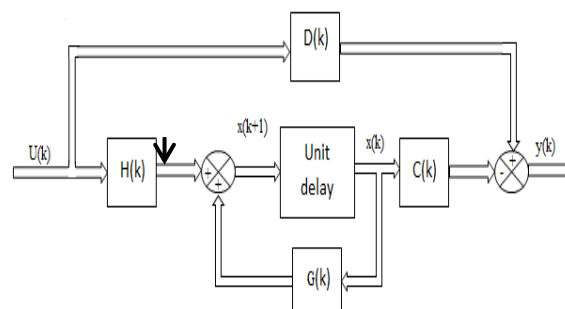 D(k)
U(k)
H(k)
x(k+1)
Unit
delay
x(k)
C(k)
y(k)
+
+
+
-
G(k)